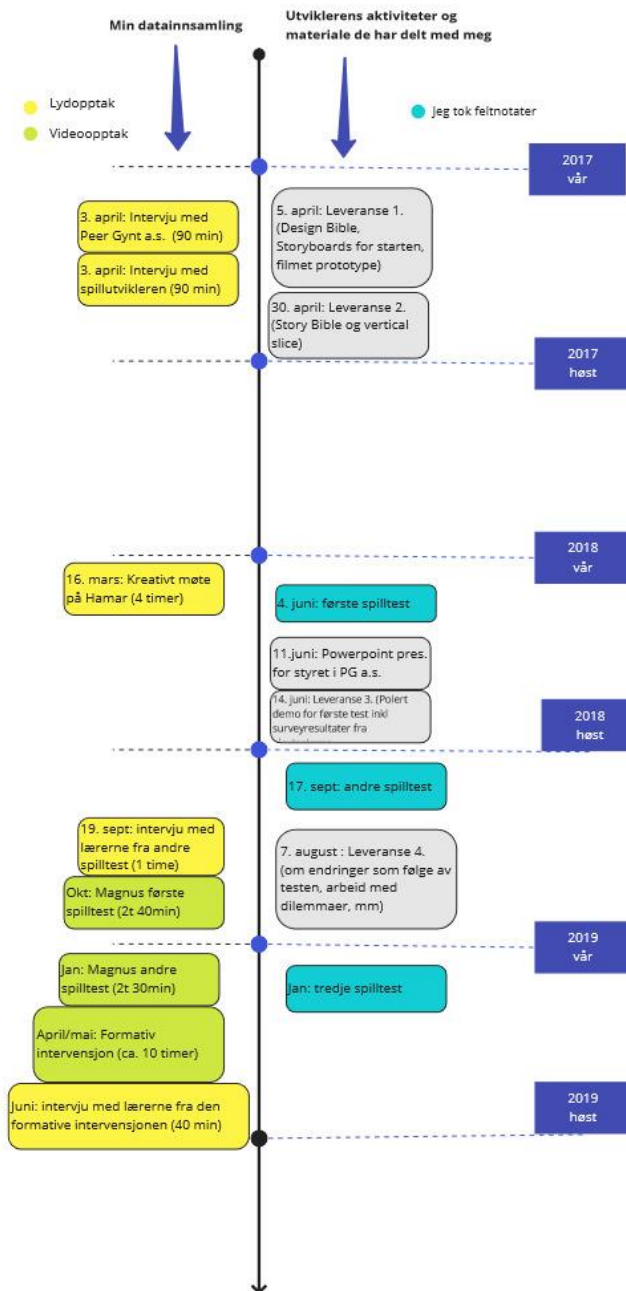 Min datainnsamling
Utviklerens aktiviteter og
materiale de har delt med meg
Lydopptak
Videoopptak
Jeg tok feltnotater
2017
vår
3. april: Intervju med
Peer Gynt a.s. (90 min)
3. april: Intervju med
spillutvikleren (90 min)
5. april: Leveranse 1.
(Design Bible,
Storyboards for starten,
filmet prototype)
30. april: Leveranse 2.
(Story Bible og vertical
slice)
2017
høst
2018
vår
16. mars: Kreativt møte
på Hamar (4 timer)
4. juni: første spilltest
11.juni: Powerpoint pres.
for styret i PG a.s.
14. juni: Leveranse 3. (Polert
demo for første test inkl
surveyresultater fra
2018
høst
17. sept: andre spilltest
19. sept: intervju med
lærerne fra andre
spilltest (1 time)
Okt: Magnus første
spilltest (2t 40min)
7. august : Leveranse 4.
(om endringer som følge av
testen, arbeid med
dilemmaer, mm)
2019
vår
Jan: Magnus andre
spilltest (2t 30min)
Jan: tredje spilltest
April/mai: Formativ
intervensjon (ca. 10 timer)
Juni: intervju med lærerne fra den
formative intervensjonen (40 min)
2019
høst